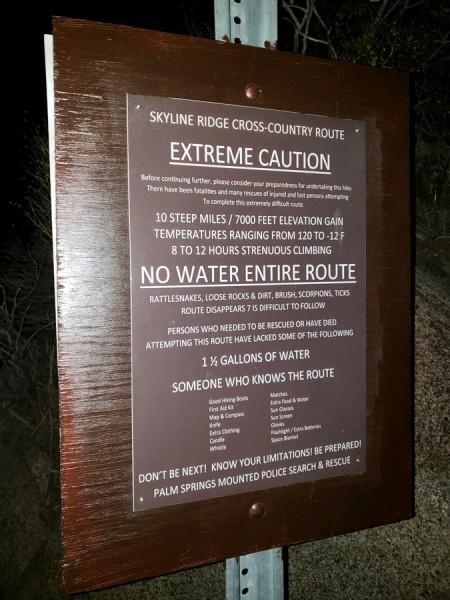 SKYLINE RIDGE CROSS-COUNTRY ROUTE
EXTREME CAUTION
Before continuing further, please consider your preparedness for undertaking this hike.
There have been fatalities and many rescues of injured and lost persons attempting
To complete this extremely difficult route.
10 STEEP MILES / 7000 FEET ELEVATION GAIN
TEMPERATURES RANGING FROM 120 TO -12 F
8 TO 12 HOURS STRENUOUS CLIMBING
NO WATER ENTIRE ROUTE
RATTLESNAKES, LOOSE ROCKS & DIRT, BRUSH, SCORPIONS, TICKS
ROUTE DISAPPEARS ? IS DIFFICULT TO FOLLOW
PERSONS WHO NEEDED TO BE RESCUED OR HAVE DIED
ATTEMPTING THIS ROUTE HAVE LACKED SOME OF THE FOLLOWING
1 ½ GALLONS OF WATER
SOMEONE WHO KNOWS THE ROUTE
Good Hiking Boots
First Aid Kit
Map & Compass
Knife
Extra Clothing
Candle
Whistle
Matches
Extra Food & Water
Sun Glasses
Sun Screen
Gloves
Flashlight / Extra Batteries
Space Blanket
DON'T BE NEXT! KNOW YOUR LIMITATIONS! BE PREPARED!
PALM SPRINGS MOUNTED POLICE SEARCH & RESCUE